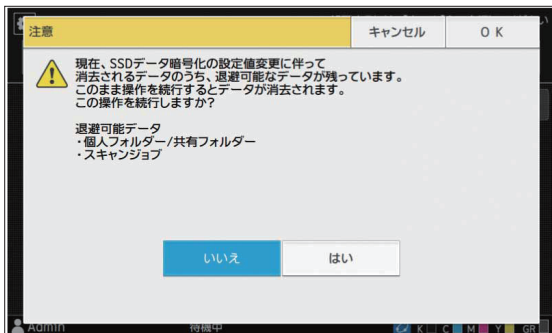 注意
キャンセル
OK
現在、SSDデータ暗号化の設定値変更に伴って
消去されるデータのうち、退避可能なデータが残っています。
このまま操作を続行するとデータが消去されます。
この操作を続行しますか?
退避可能データ
・個人フォルダー/共有フォルダー
・スキャンジョブ
いいえ
はい
Admin
待機中
K C M Y GR